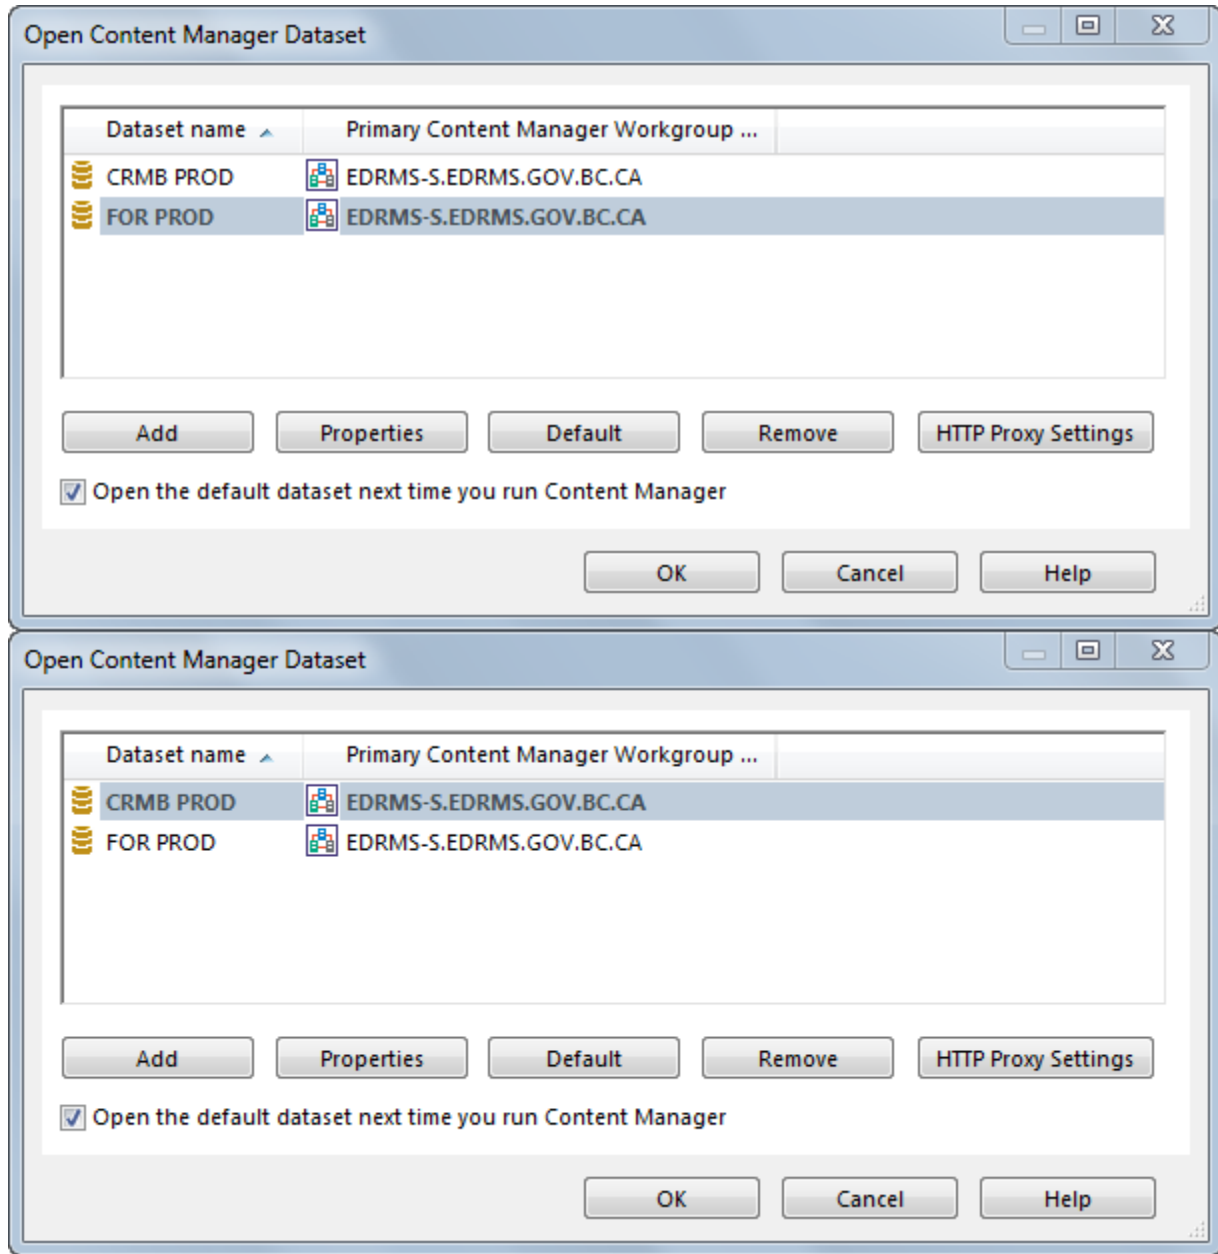 Open Content Manager Dataset
Dataset name Primary Content Manager Workgroup ...
CRMB PROD EDRMS-S.EDRMS.GOV.BC.CA
FOR PROD EDRMS-S.EDRMS.GOV.BC.CA
Add Properties Default Remove HTTP Proxy Settings
Open the default dataset next time you run Content Manager
OK Cancel Help
Open Content Manager Dataset
Dataset name Primary Content Manager Workgroup ...
CRMB PROD EDRMS-S.EDRMS.GOV.BC.CA
FOR PROD EDRMS-S.EDRMS.GOV.BC.CA
Add Properties Default Remove HTTP Proxy Settings
Open the default dataset next time you run Content Manager
OK Cancel Help